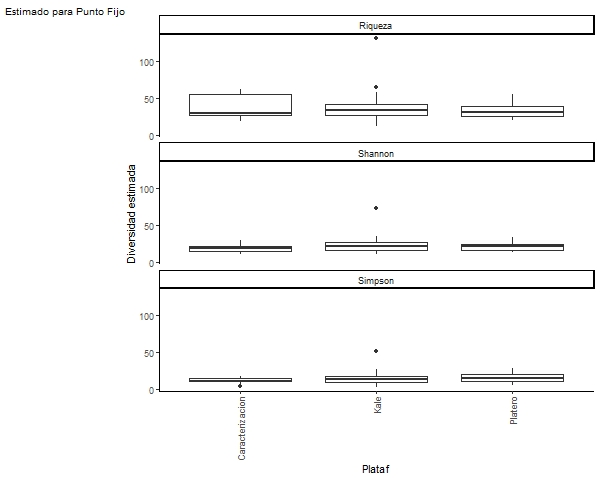 Estimado para Punto Fijo
Riqueza
100
50
0
Shannon
100
50
0
Simpson
100
50
0
Diversidad estimada
Caracterizacion
Kale
Platero
Plataf